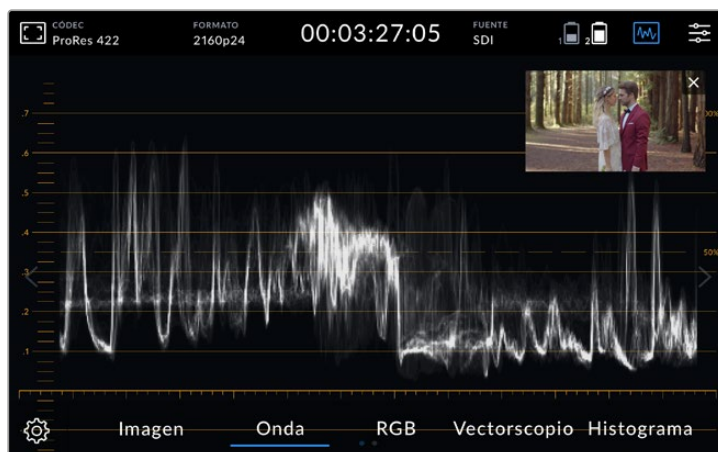 CÓDEC
ProRes 422
FORMATO
2160p24
00:03:27:05
FUENTE
SDI
1
2
.7
.6
.5
.4
.3
.2
.1
50%
Imagen
Onda
RGB
Vectorscopio
Histograma